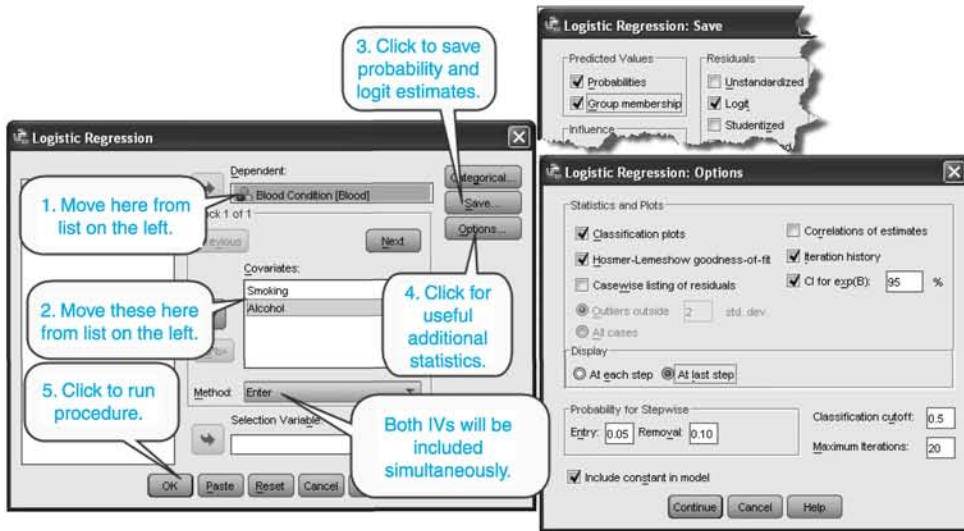 3. Click to save
probability and
logit estimates.
Logistic Regression: Save
Predicted Values
Probabilities
Group membership
Influence
Residuals
Unstandardized
Logit
Studentized
Logistic Regression
Dependent:
Blood Condition [Blood]
1. Move here from
list on the left.
1 of 1
Next
Covariates:
Smoking
Alcohol
2. Move these here
from list on the left.
Method: Enter
Selection Variable:
5. Click to run
procedure.
Both IVs will be
included
simultaneously.
OK Paste Reset Cancel
Categorical...
Save...
Options...
4. Click for
useful
additional
statistics.
Logistic Regression: Options
Statistics and Plots
Classification plots
Hosmer-Lemeshow goodness-of-fit
Casewise listing of residuals
Outliers outside 2 std. dev.
All cases
Correlations of estimates
Iteration history
CI for exp(B): 95 %
Display
At each step At last step
Probability for Stepwise
Entry: 0.05 Removal: 0.10
Classification cutoff: 0.5
Maximum Iterations: 20
Include constant in model
Continue Cancel Help